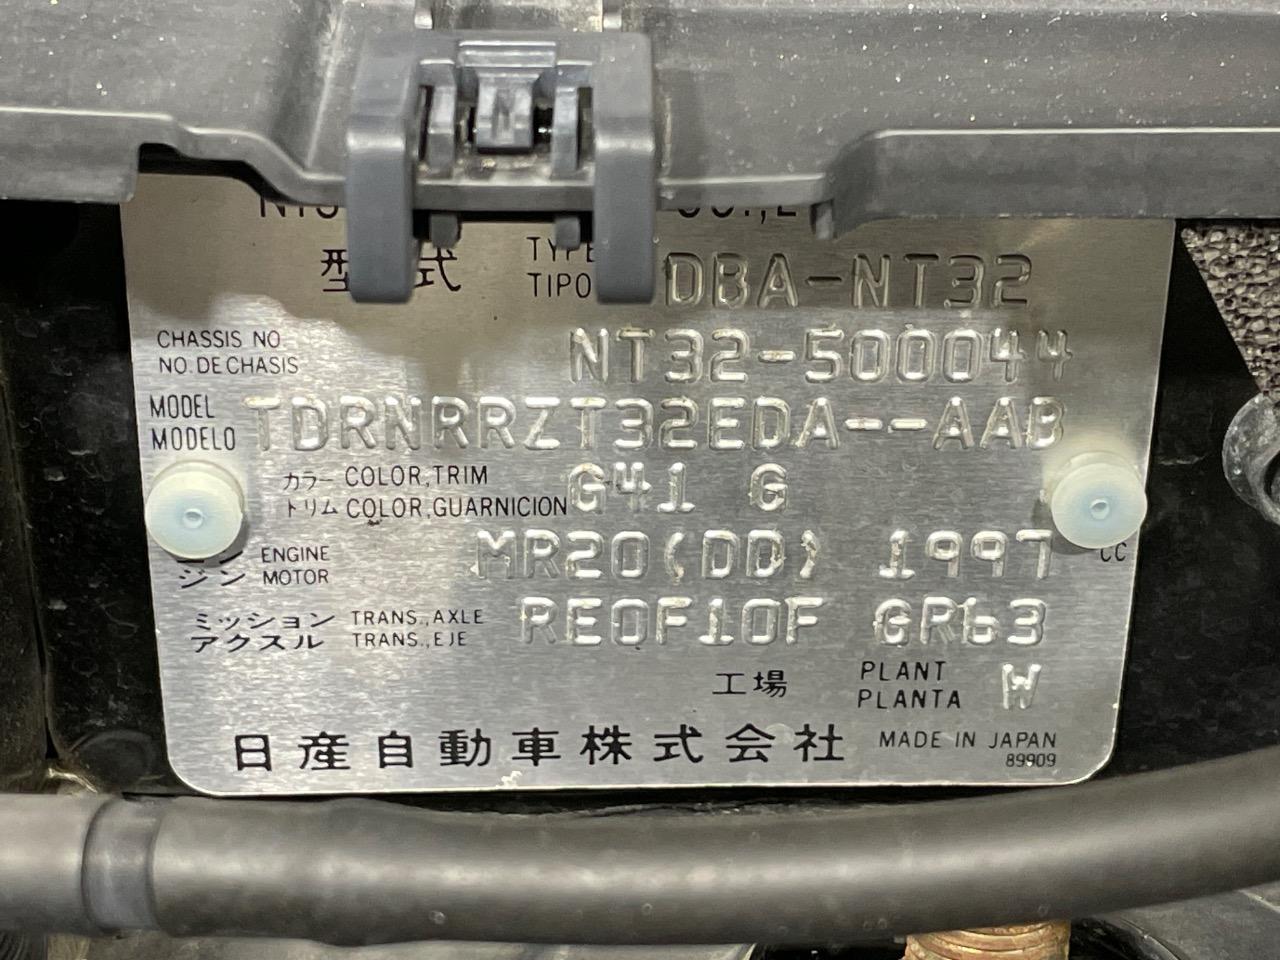 型式 TYPE TIPO DBA-NT32
CHASSIS NO
NO.DE CHASIS NT32-500044
MODEL
MODELO TDRNRRZT32EDA--AAB
カラー COLOR,TRIM
トリム COLOR,GUARNICION G41 G
ENGINE
ジン MOTOR MR20(DD) 1997 CC
ミッション TRANS.,AXLE
アクスル TRANS.,EJE RE0F10F GR63
工場 PLANT
PLANTA W
日産自動車株式会社 MADE IN JAPAN
89909